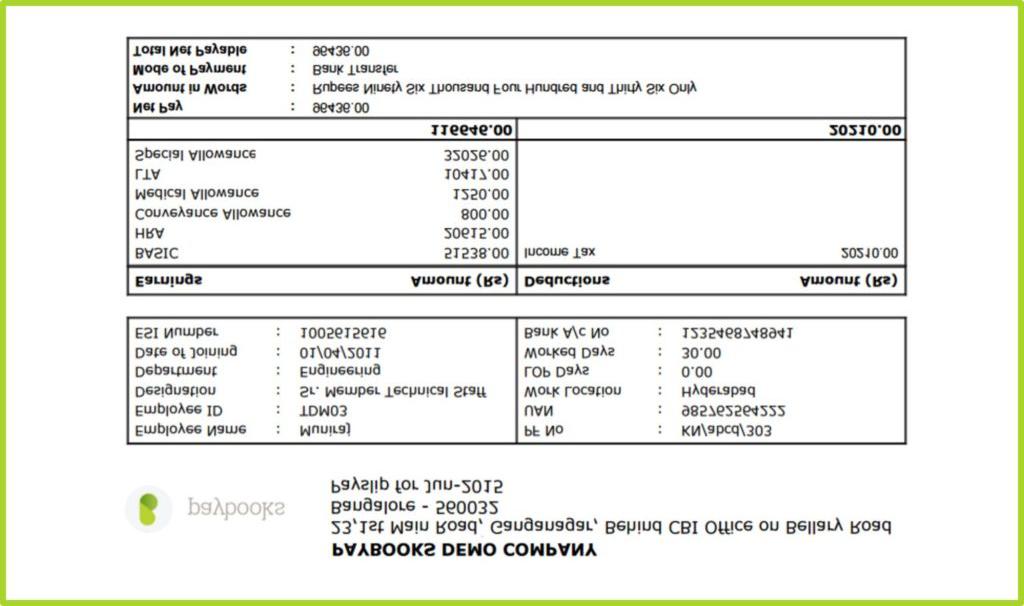 PAYBOOKS DEMO COMPANY
23,1st Main Road, Ganganagar, Behind CBI Office on Bellary Road
Bangalore - 560032
Payslip for Jun-2015
paybooks
Employee Name : Muniraj PF No : KN/abcd/303
Employee ID : TDM03 UAN : 985762564222
Designation : Sr. Member Technical Staff Work Location : Hyderabad
Department : Engineering LOP Days : 0.00
Date of Joining : 01/04/2011 Worked Days : 30.00
ESI Number : 1005615616 Bank A/c No : 1235468748941
Earnings Amount (Rs) Deductions Amount (Rs)
BASIC 51538.00 Income Tax 20210.00
HRA 20615.00
Conveyance Allowance 800.00
Medical Allowance 1250.00
LTA 10417.00
Special Allowance 32026.00
116646.00 20210.00
Net Pay : 96436.00
Amount in Words : Rupees Ninety Six Thousand Four Hundred and Thirty Six Only
Mode of Payment : Bank Transfer
Total Net Payable : 96436.00